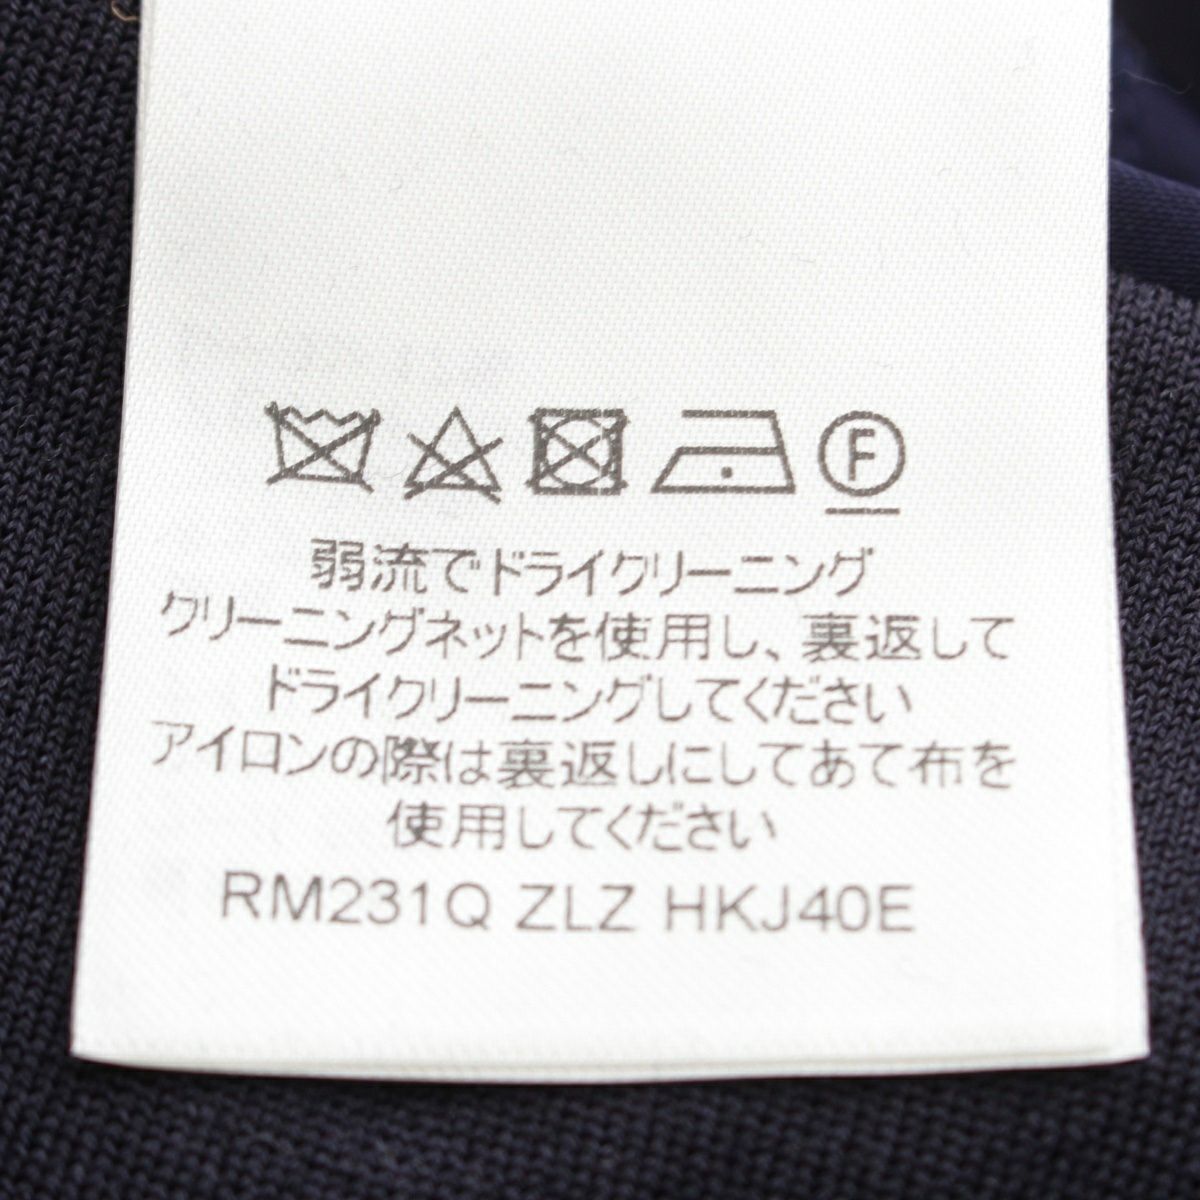 F
弱流でドライクリーニング
クリーニングネットを使用し、裏返して
ドライクリーニングしてください
アイロンの際は裏返しにしてあて布を
使用してください
RM231Q ZLZ HKJ40E